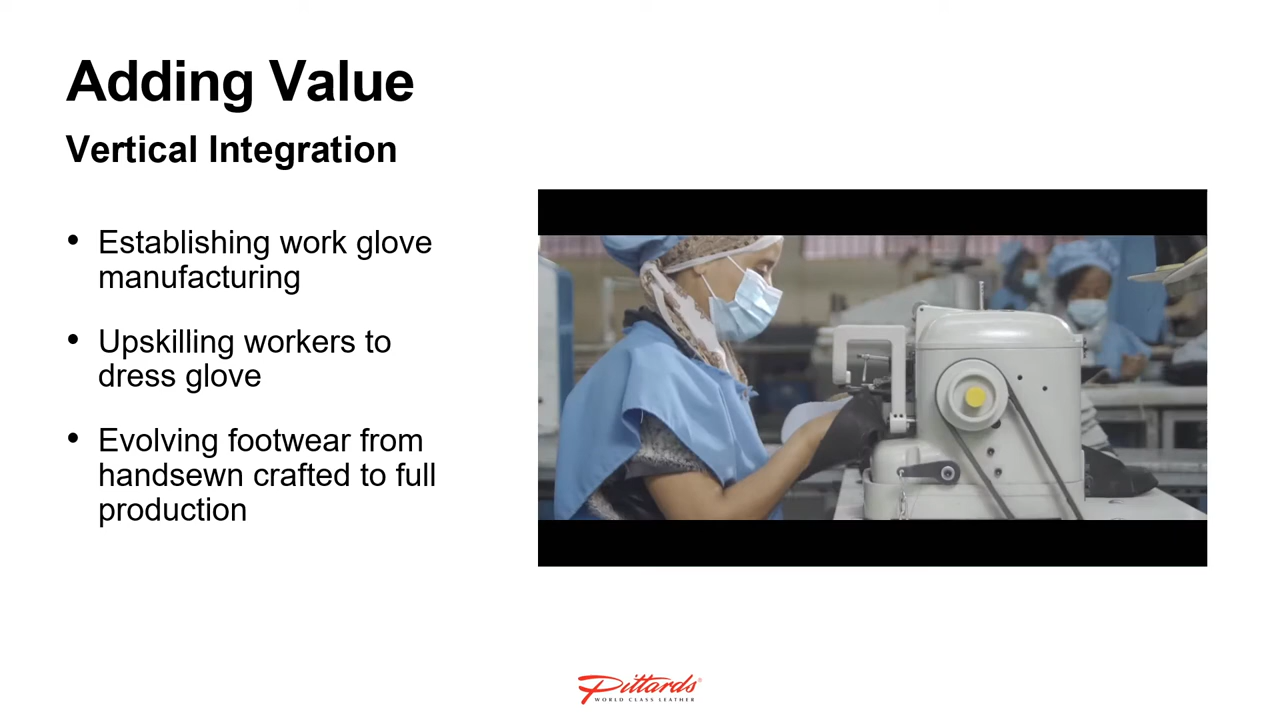 Adding Value
Vertical Integration
• Establishing work glove
manufacturing
• Upskilling workers to
dress glove
• Evolving footwear from
handsewn crafted to full
production
Pittards®
WORLD CLASS LEATHER